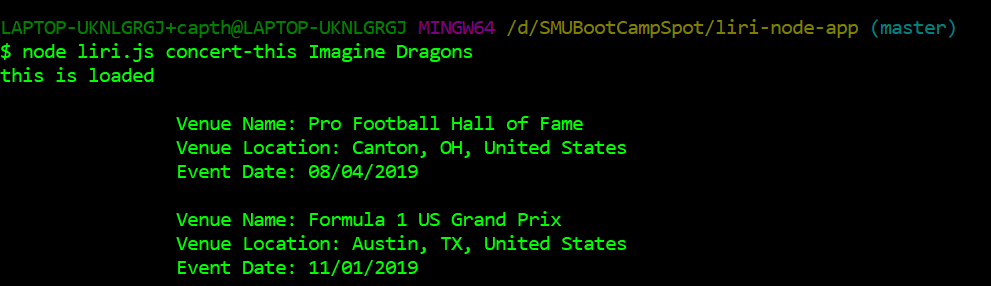 LAPTOP-UKNLGRGJ+capth@LAPTOP-UKNLGRGJ MINGW64 /d/SMUBootCampSpot/liri-node-app (master)
$ node liri.js concert-this Imagine Dragons
this is loaded
Venue Name: Pro Football Hall of Fame
Venue Location: Canton, OH, United States
Event Date: 08/04/2019
Venue Name: Formula 1 US Grand Prix
Venue Location: Austin, TX, United States
Event Date: 11/01/2019